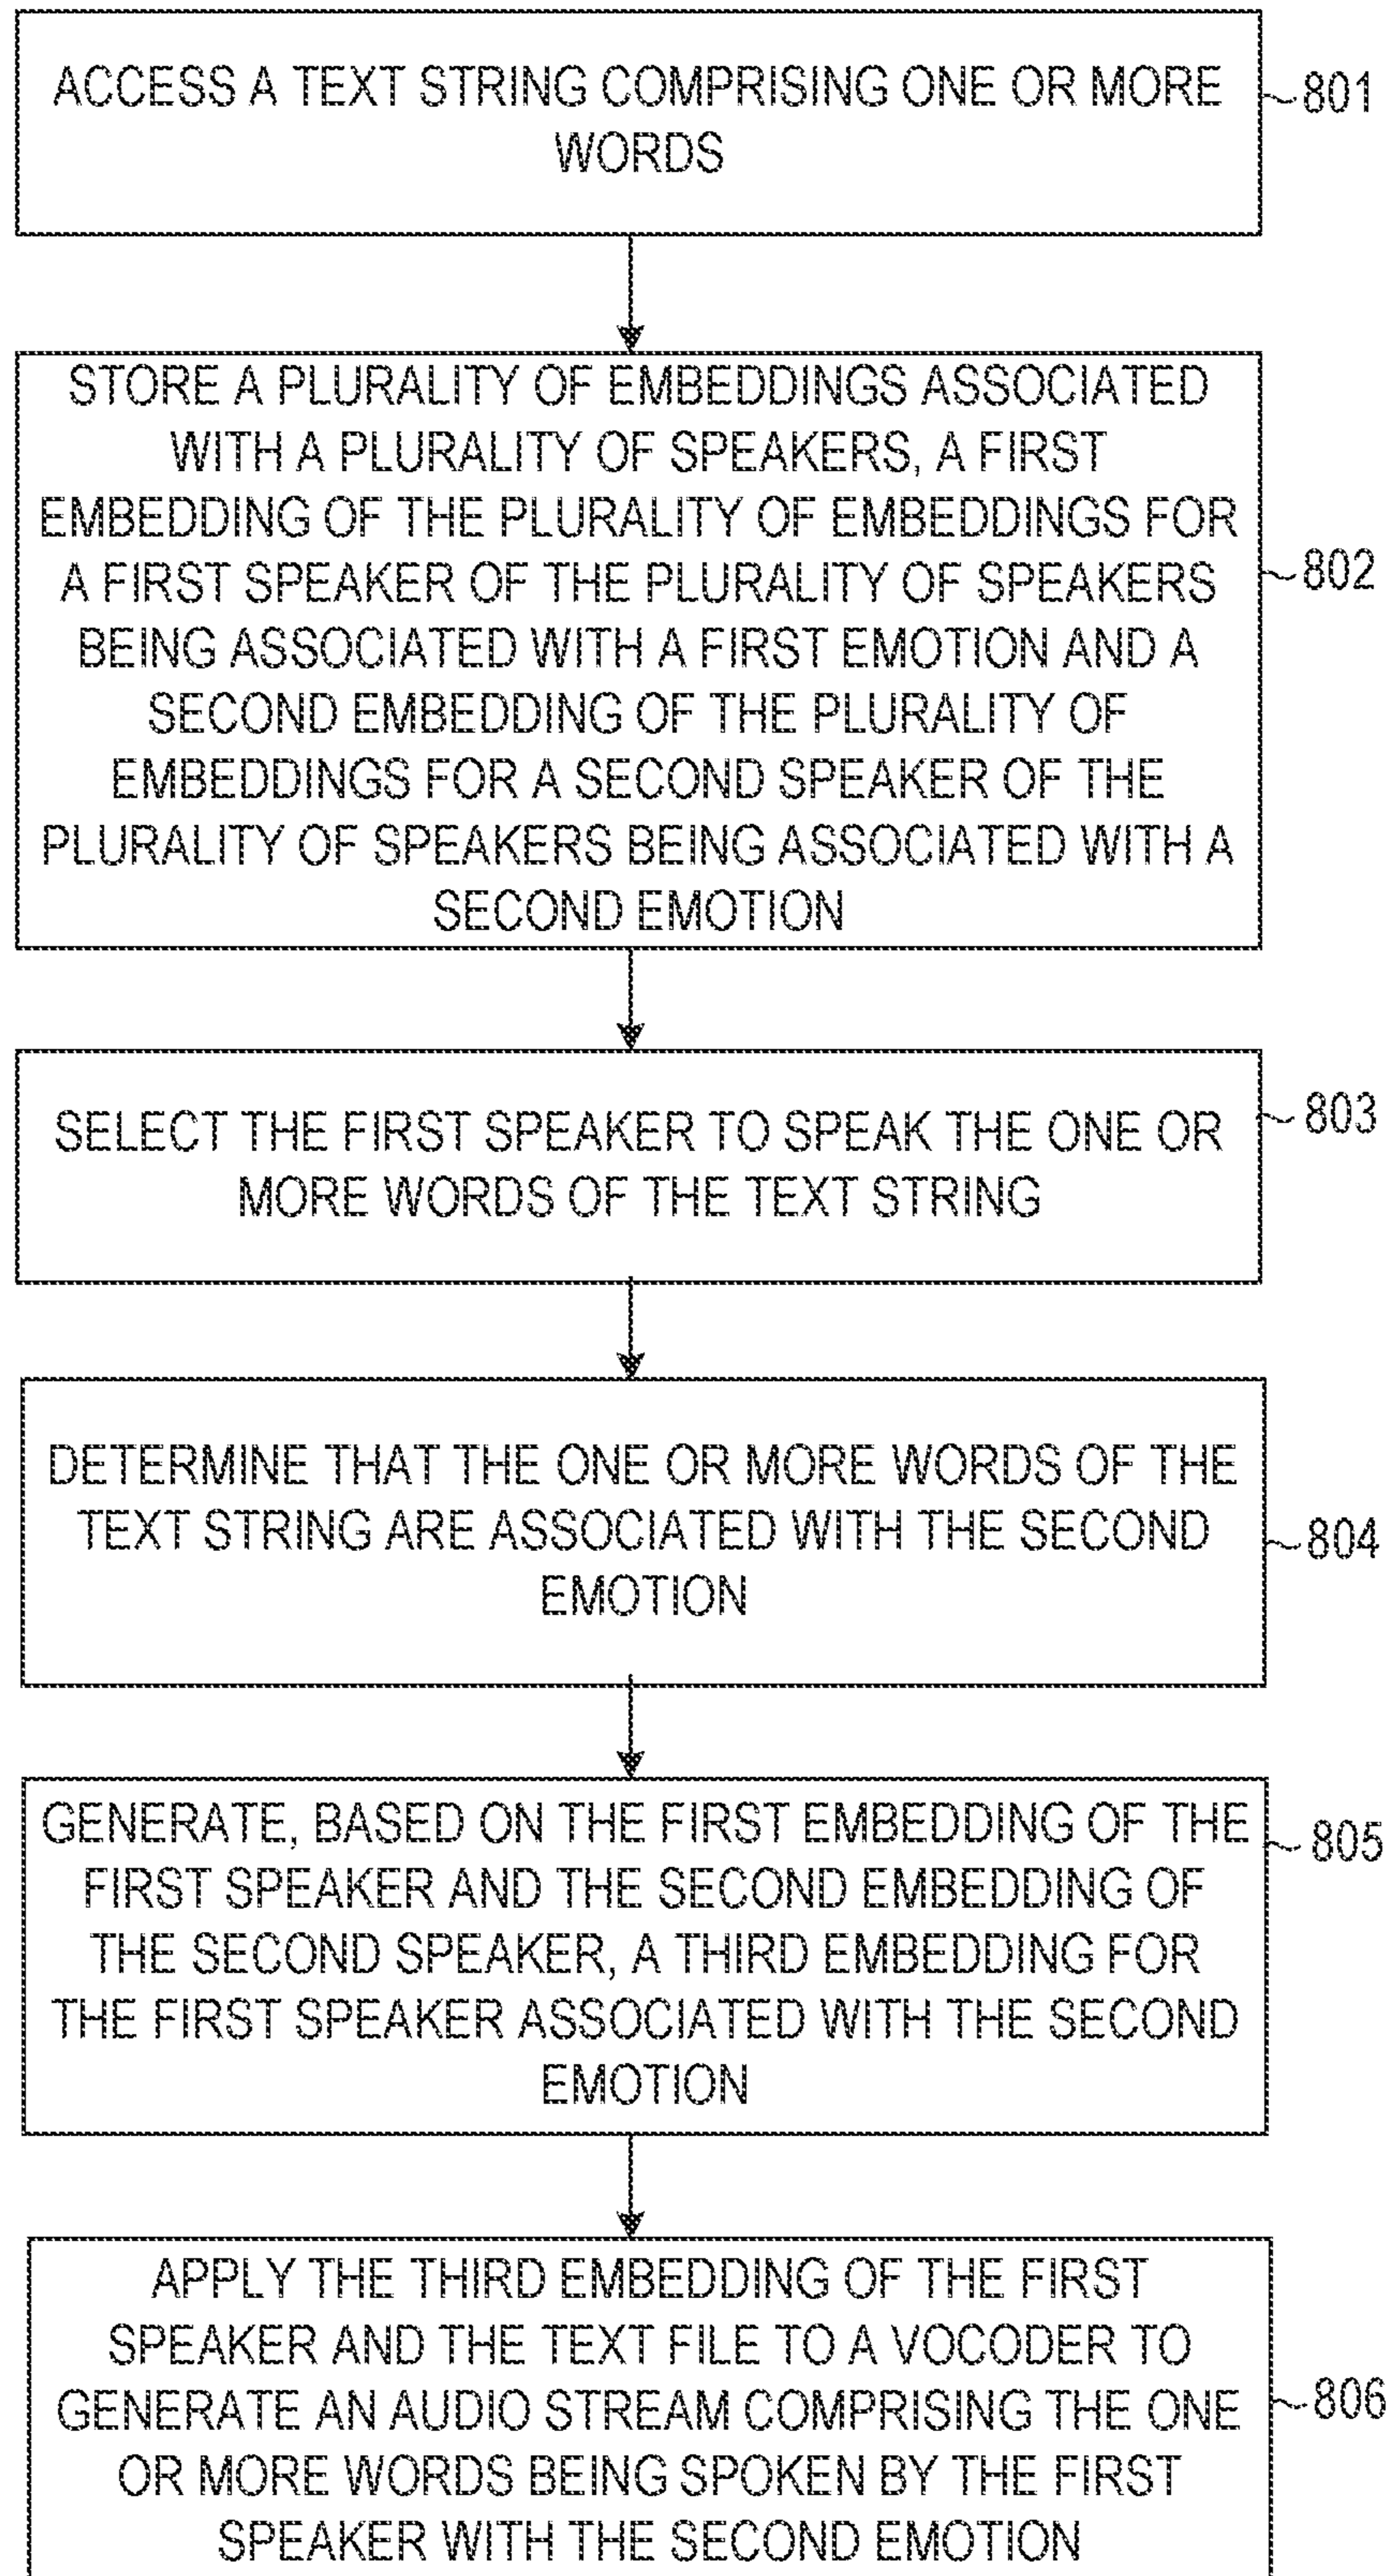 ACCESS A TEXT STRING COMPRISING ONE OR MORE
WORDS
801
STORE A PLURALITY OF EMBEDDINGS ASSOCIATED
WITH A PLURALITY OF SPEAKERS, A FIRST
EMBEDDING OF THE PLURALITY OF EMBEDDINGS FOR
A FIRST SPEAKER OF THE PLURALITY OF SPEAKERS
BEING ASSOCIATED WITH A FIRST EMOTION AND A
SECOND EMBEDDING OF THE PLURALITY OF
EMBEDDINGS FOR A SECOND SPEAKER OF THE
PLURALITY OF SPEAKERS BEING ASSOCIATED WITH A
SECOND EMOTION
802
SELECT THE FIRST SPEAKER TO SPEAK THE ONE OR
MORE WORDS OF THE TEXT STRING
803
DETERMINE THAT THE ONE OR MORE WORDS OF THE
TEXT STRING ARE ASSOCIATED WITH THE SECOND
EMOTION
804
GENERATE, BASED ON THE FIRST EMBEDDING OF THE
FIRST SPEAKER AND THE SECOND EMBEDDING OF
THE SECOND SPEAKER, A THIRD EMBEDDING FOR
THE FIRST SPEAKER ASSOCIATED WITH THE SECOND
EMOTION
805
APPLY THE THIRD EMBEDDING OF THE FIRST
SPEAKER AND THE TEXT FILE TO A VOCODER TO
GENERATE AN AUDIO STREAM COMPRISING THE ONE
OR MORE WORDS BEING SPOKEN BY THE FIRST
SPEAKER WITH THE SECOND EMOTION
806